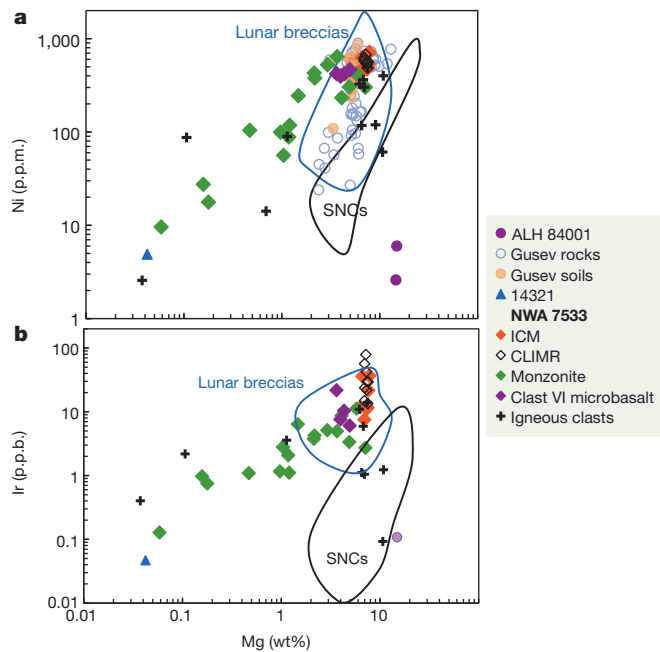 a
1,000
100
10
1
Ni (p.p.m.)
Lunar breccias
SNCs
b
100
10
1
0.1
0.01
Ir (p.p.b.)
Lunar breccias
SNCs
0.01
0.1
1
10
Mg (wt%)
ALH 84001
Gusev rocks
Gusev soils
14321
NWA 7533
ICM
CLIMR
Monzonite
Clast VI microbasalt
Igneous clasts